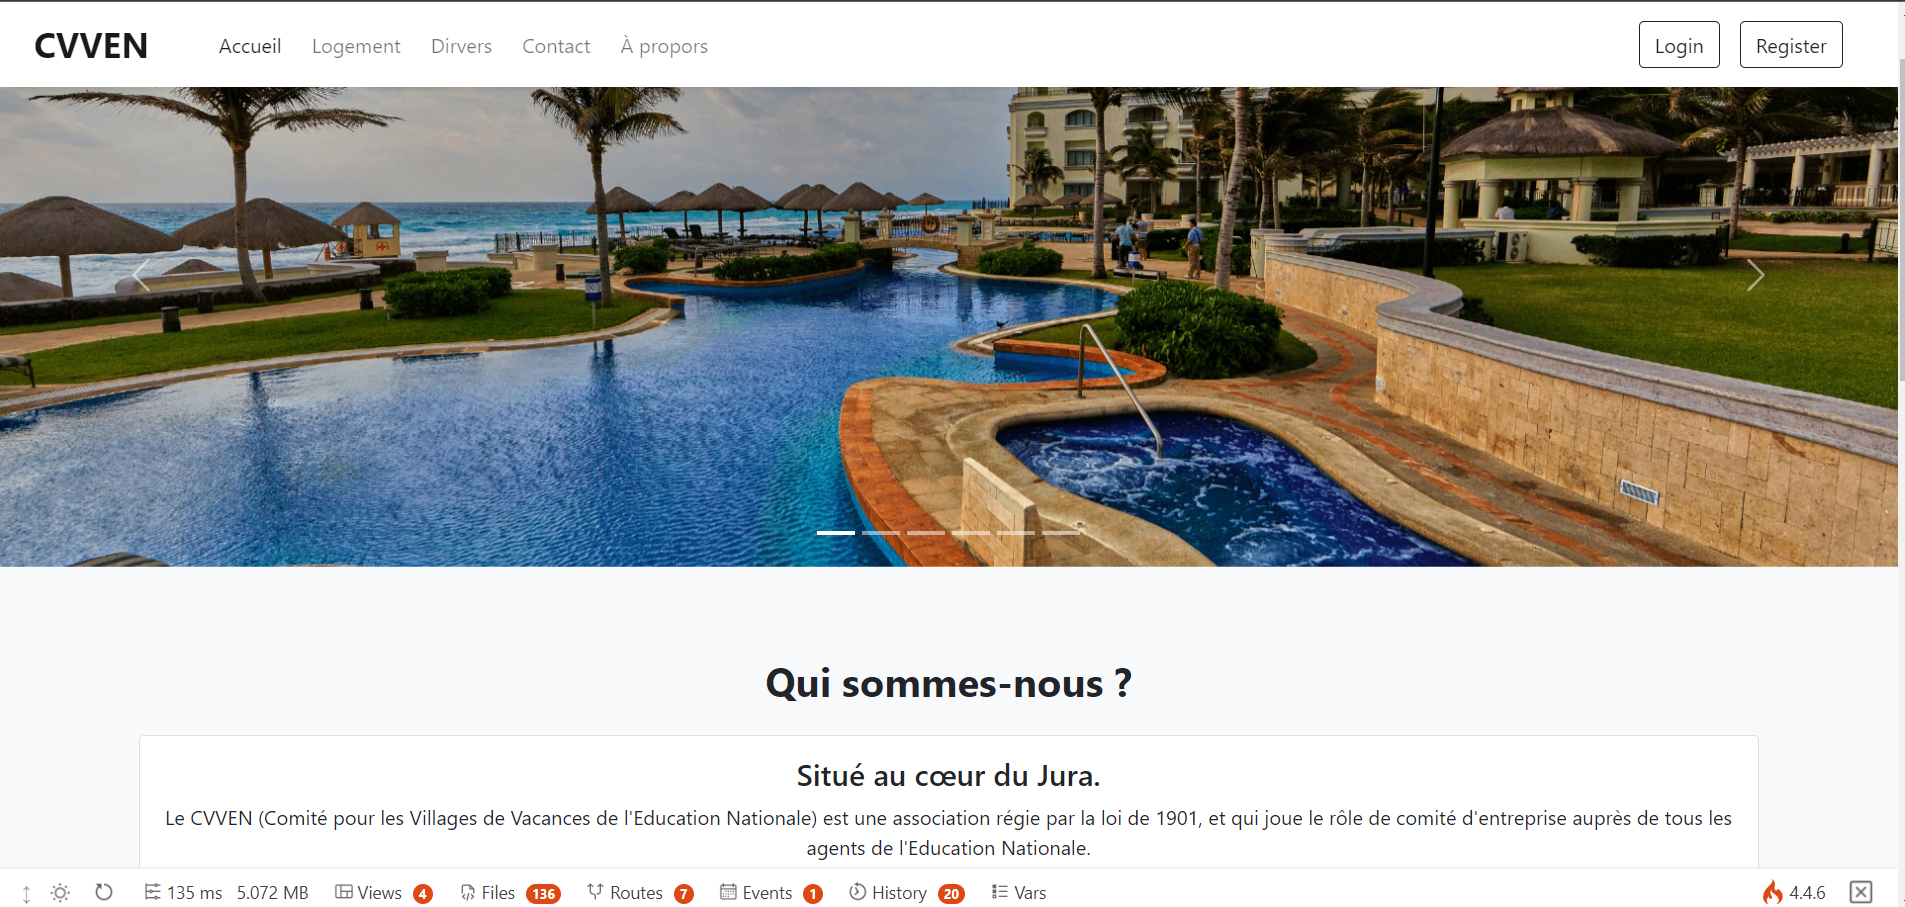 CVVEN Accueil Logement Dirvers Contact À propors Login Register
Qui sommes-nous ?
Situé au cœur du Jura.
Le CVVEN (Comité pour les Villages de Vacances de l'Education Nationale) est une association régie par la loi de 1901, et qui joue le rôle de comité d'entreprise auprès de tous les
agents de l'Education Nationale.
135 ms 5.072 MB Views 4 Files 136 Routes 7 Events 1 History 20 Vars 4.4.6